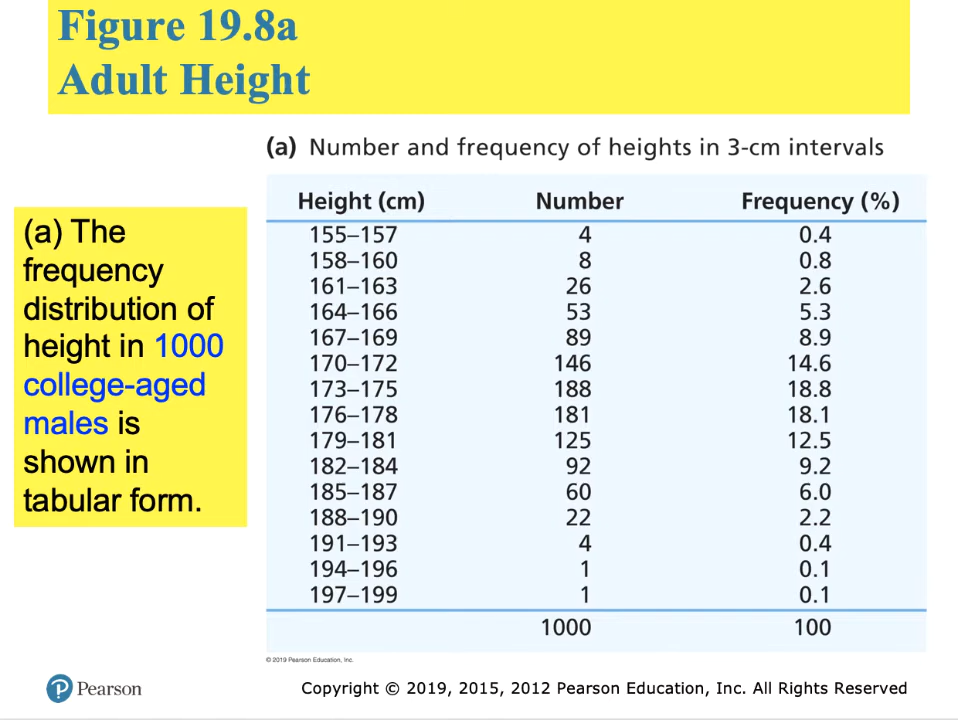 Figure 19.8a
Adult Height
(a) Number and frequency of heights in 3-cm intervals
Height (cm) Number Frequency (%)
155–157 4 0.4
158–160 8 0.8
161–163 26 2.6
164–166 53 5.3
167–169 89 8.9
170–172 146 14.6
173–175 188 18.8
176–178 181 18.1
179–181 125 12.5
182–184 92 9.2
185–187 60 6.0
188–190 22 2.2
191–193 4 0.4
194–196 1 0.1
197–199 1 0.1
1000 100
© 2019 Pearson Education, Inc.
(a) The
frequency
distribution of
height in 1000
college-aged
males is
shown in
tabular form.
P Pearson
Copyright © 2019, 2015, 2012 Pearson Education, Inc. All Rights Reserved